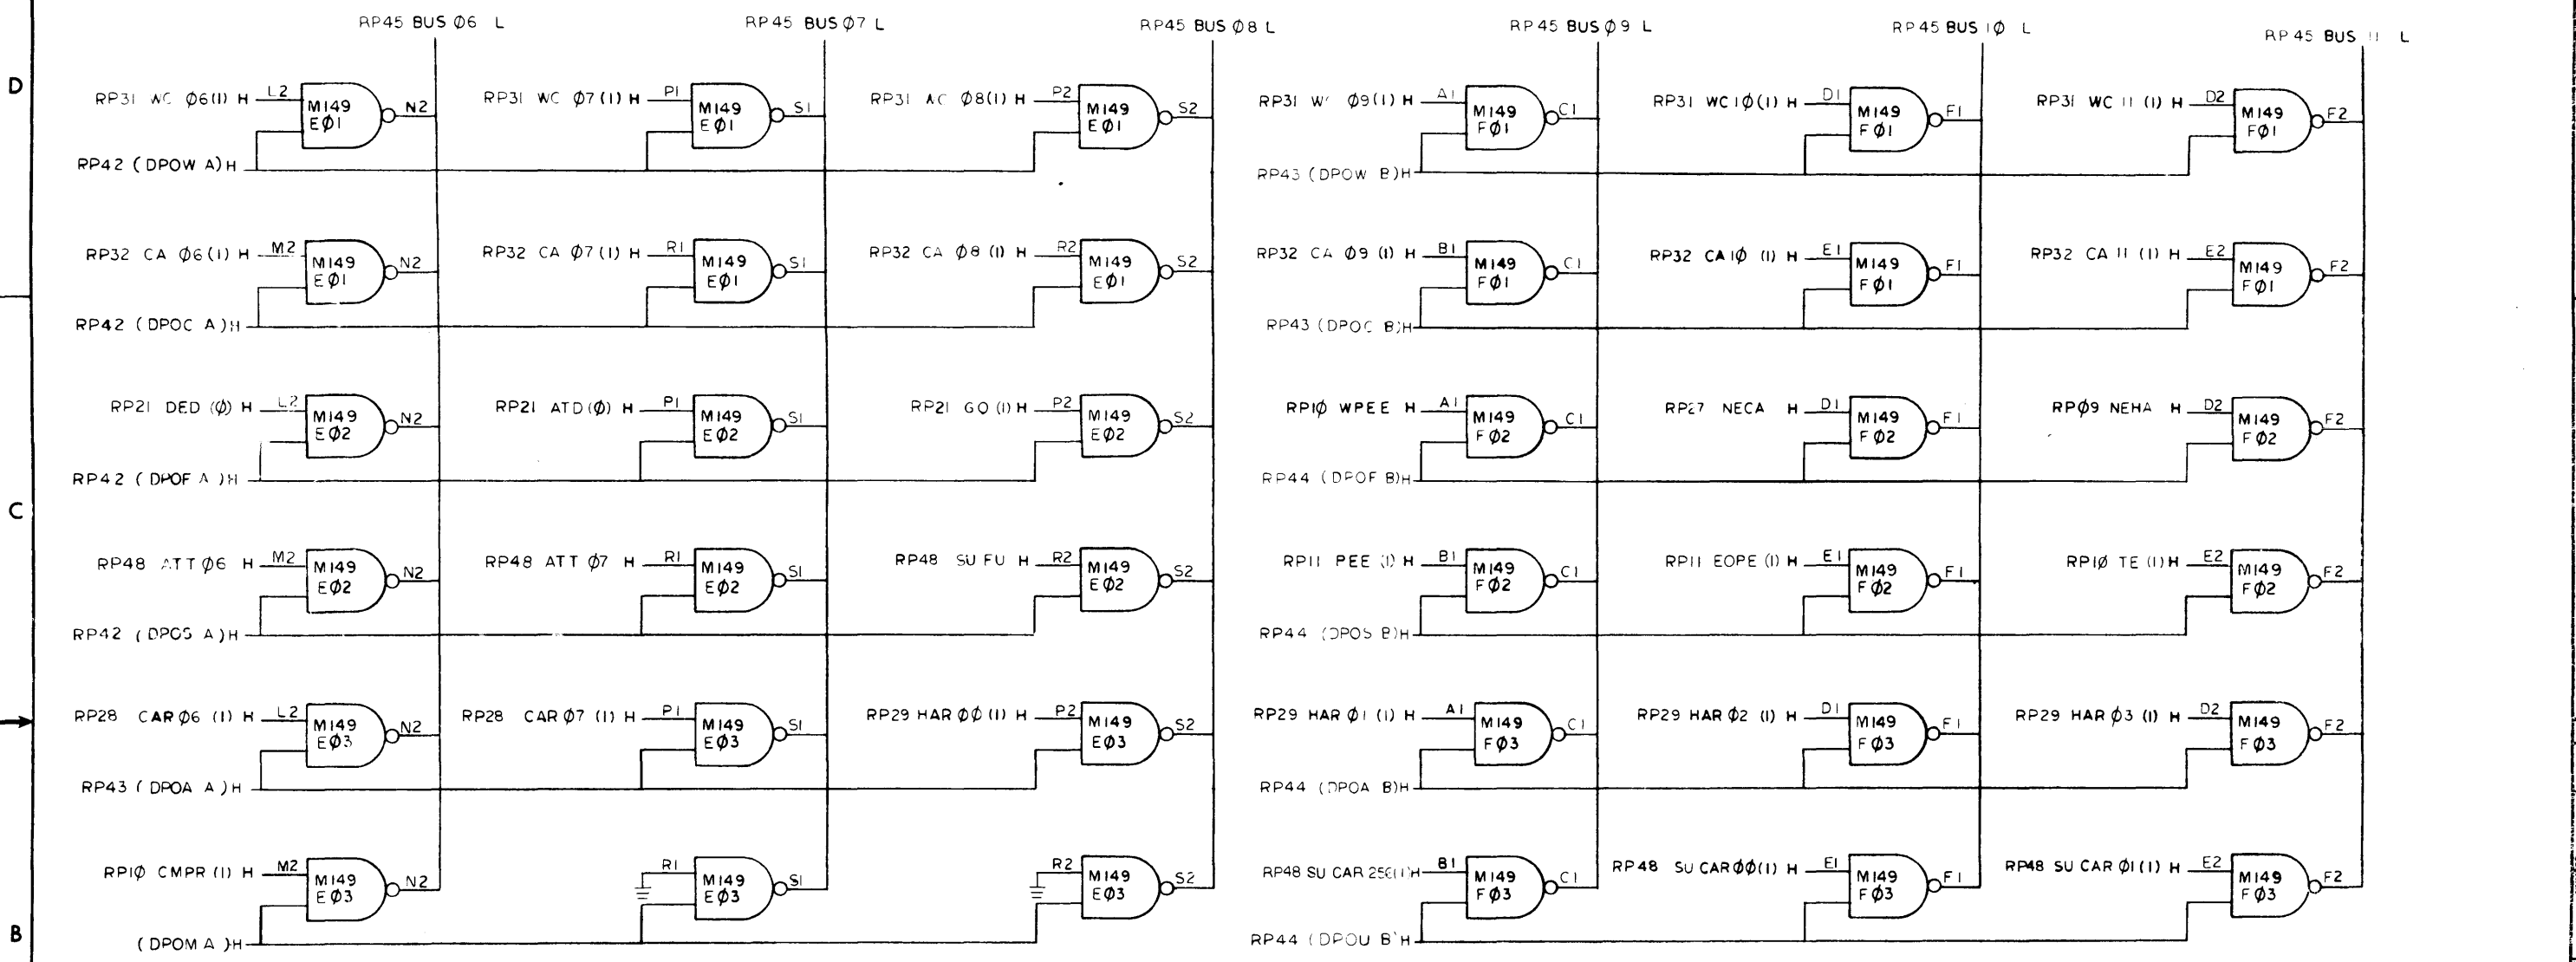 RP45 BUS Ø6 L RP45 BUS Ø7 L RP45 BUS Ø8 L RP45 BUS Ø9 L RP45 BUS 1Ø L RP45 BUS 11 L
D
RP31 WC Ø6(1) H L2 M149 EØ1 N2 RP31 WC Ø7(1) H P1 M149 EØ1 S1 RP31 Ø8(1) H P2 M149 EØ1 S2 RP31 Ø9(1) H A1 M149 FØ1 C1 RP31 WC 1Ø(1) H D1 M149 FØ1 F1 RP31 WC 11 (1) H D2 M149 FØ1 F2
RP42 (DPOW A)H RP43 (DPOW B)H
RP32 CA Ø6(1) H M2 M149 EØ1 N2 RP32 CA Ø7(1) H R1 M149 EØ1 S1 RP32 CA Ø8 (1) H R2 M149 EØ1 S2 RP32 CA Ø9 (1) H B1 M149 FØ1 C1 RP32 CA 1Ø (1) H E1 M149 FØ1 F1 RP32 CA 11 (1) H E2 M149 FØ1 F2
RP42 (DPOC A)H RP43 (DPOC B)H
RP21 DED (Ø) H L2 M149 EØ2 N2 RP21 ATD(Ø) H P1 M149 EØ2 S1 RP21 GO (1) H P2 M149 EØ2 S2 RP1Ø WPEE H A1 M149 FØ2 C1 RP27 NECA H D1 M149 FØ2 F1 RPØ9 NEHA H D2 M149 FØ2 F2
RP42 (DPOF A)H RP44 (DPOF B)H
C
RP48 ATT Ø6 H M2 M149 EØ2 N2 RP48 ATT Ø7 H R1 M149 EØ2 S1 RP48 SU FU H R2 M149 EØ2 S2 RP11 PEE (1) H B1 M149 FØ2 C1 RP11 EOPE (1) H E1 M149 FØ2 F1 RP1Ø TE (1) H E2 M149 FØ2 F2
RP42 (DPOS A)H RP44 (DPOS B)H
RP28 CAR Ø6 (1) H L2 M149 EØ3 N2 RP28 CAR Ø7 (1) H P1 M149 EØ3 S1 RP29 HAR ØØ (1) H P2 M149 EØ3 S2 RP29 HAR Ø1 (1) H A1 M149 FØ3 C1 RP29 HAR Ø2 (1) H D1 M149 FØ3 F1 RP29 HAR Ø3 (1) H D2 M149 FØ3 F2
RP43 (DPOA A)H RP44 (DPOA B)H
RP1Ø CMPR (1) H M2 M149 EØ3 N2 R1 M149 EØ3 S1 R2 M149 EØ3 S2 RP48 SU CAR H B1 M149 FØ3 C1 RP48 SU CAR ØØ(1) H E1 M149 FØ3 F1 RP48 SU CAR Ø1(1) H E2 M149 FØ3 F2
B
(DPOM A)H RP44 (DPOU B)H